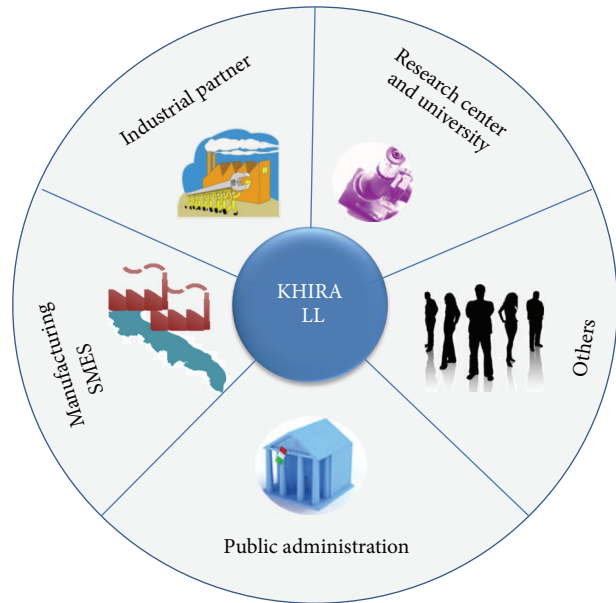 Industrial partner
Research center
and university
KHIRA
LL
Manufacturing
SMES
Others
Public administration